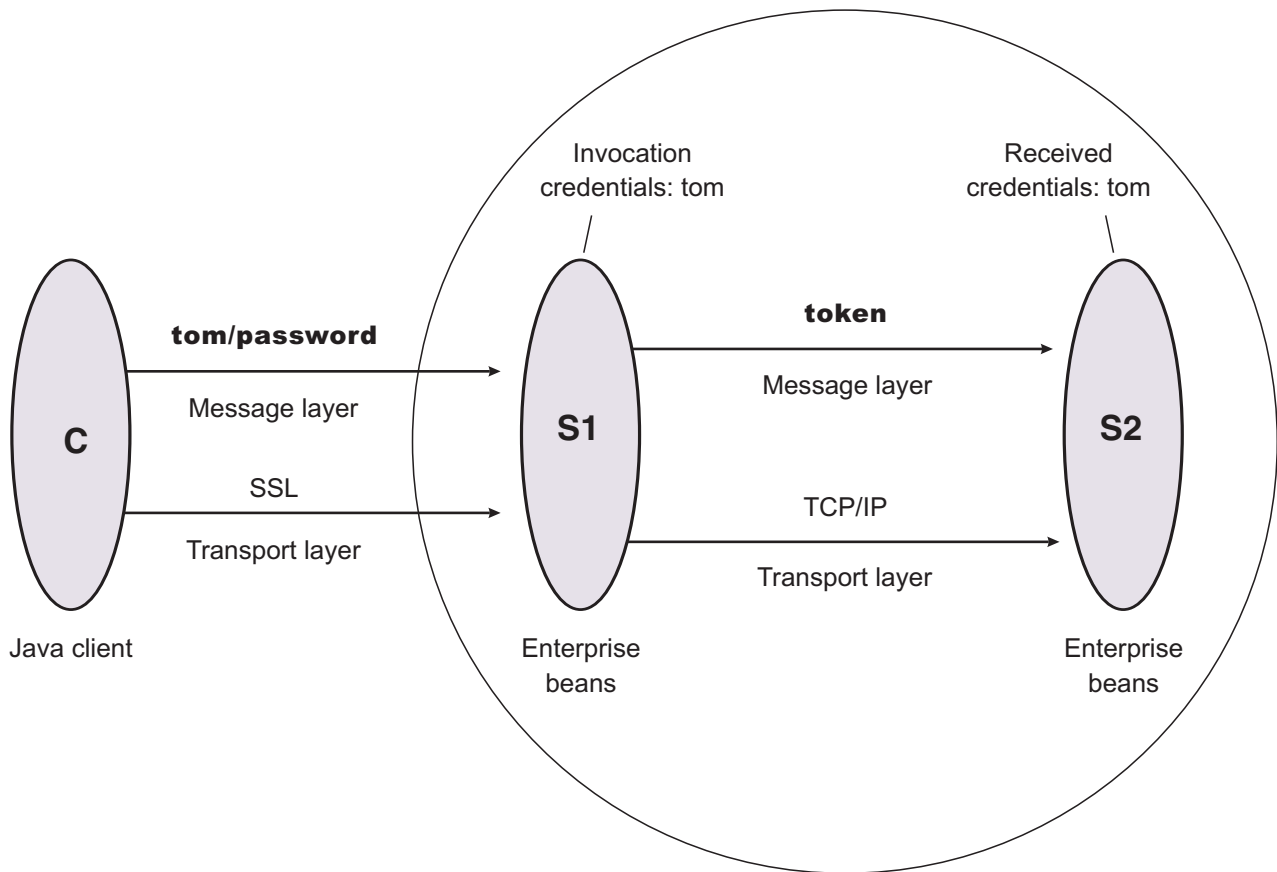 Invocation
credentials: tom
Received
credentials: tom
tom/password
Message layer
token
Message layer
C
S1
S2
SSL
Transport layer
TCP/IP
Transport layer
Java client
Enterprise
beans
Enterprise
beans